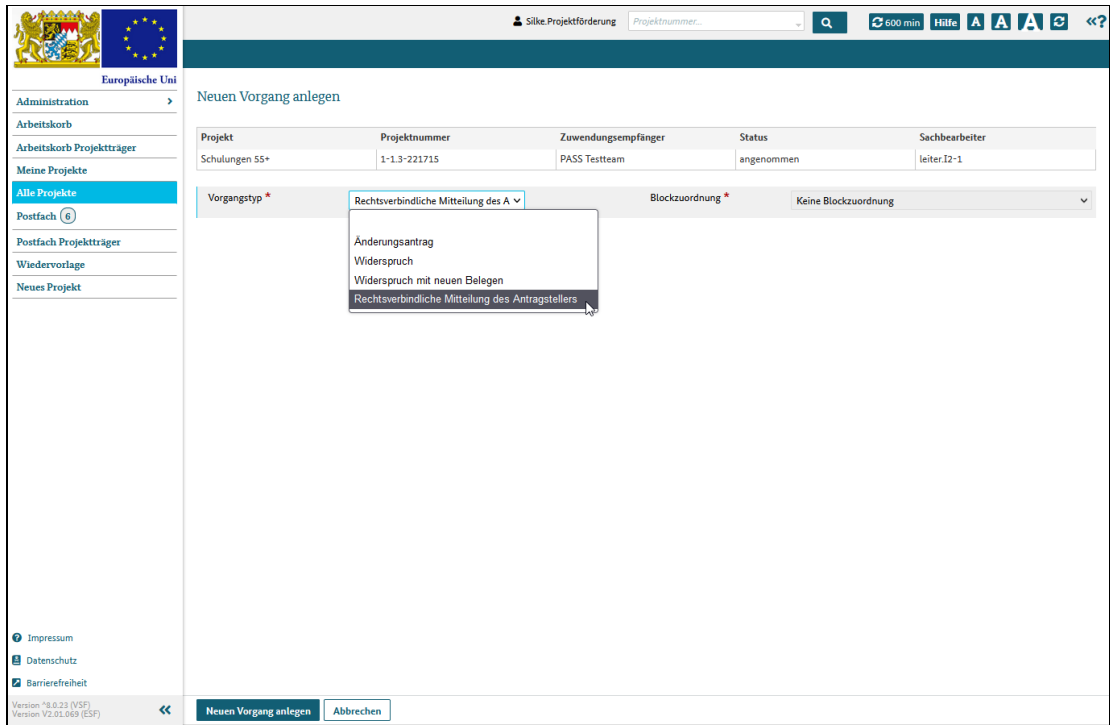 Silke.Projektförderung
Projektnummer...
600 min
Hilfe
A
A
A
«?
Europäische Uni
Administration
Arbeitskorb
Arbeitskorb Projektträger
Meine Projekte
Alle Projekte
Postfach 6
Postfach Projektträger
Wiedervorlage
Neues Projekt
Neuen Vorgang anlegen
Projekt Projektnummer Zuwendungsempfänger Status Sachbearbeiter
Schulungen 55+ 1-1.3-221715 PASS Testteam angenommen leiter.I2-1
Vorgangstyp * Rechtsverbindliche Mitteilung des A Blockzuordnung * Keine Blockzuordnung
Änderungsantrag
Widerspruch
Widerspruch mit neuen Belegen
Rechtsverbindliche Mitteilung des Antragstellers
Impressum
Datenschutz
Barrierefreiheit
Version ^8.0.23 (VSF)
Version V2.01.069 (ESF)
«
Neuen Vorgang anlegen Abbrechen